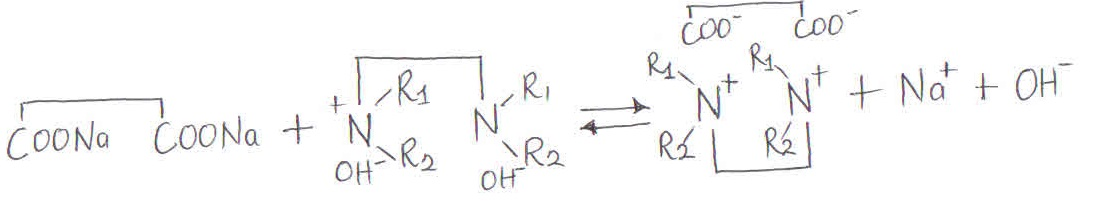 COO⁻ COO⁻
R1 R1
+ R1 R1 N+ N+ + Na+ + OH⁻
COONa COONa + N N R2 R2
OH⁻ R2 OH⁻ R2